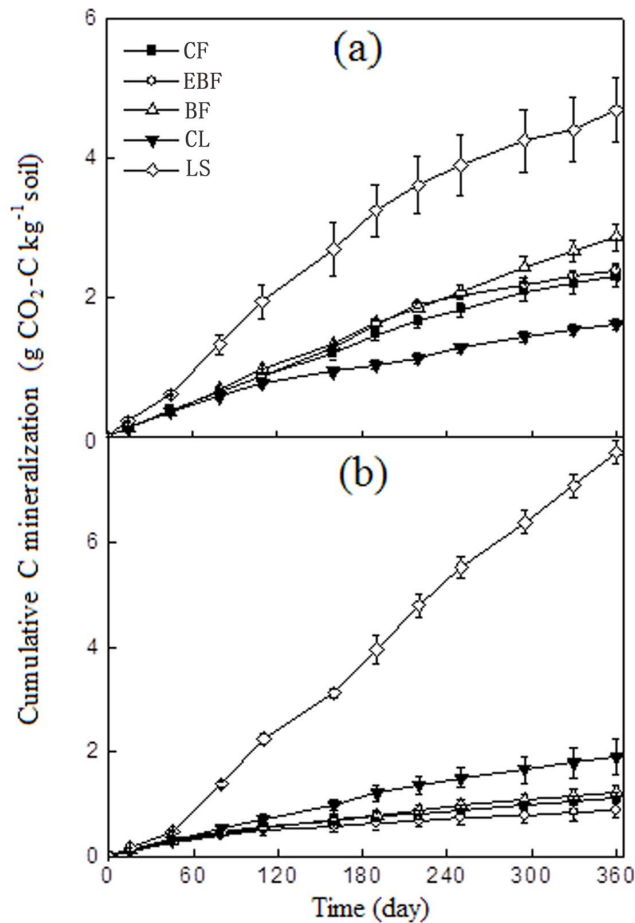 (a)
CF
EBF
BF
CL
LS
6
4
2
0
(b)
6
4
2
0
0 60 120 180 240 300 360
Time (day)
Cumulative C mineralization (g CO₂-C kg⁻¹ soil)